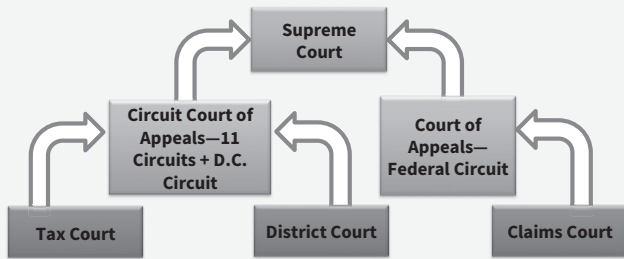 Supreme
Court
Circuit Court of
Appeals—11
Circuits + D.C.
Circuit
Court of
Appeals—
Federal Circuit
Tax Court
District Court
Claims Court